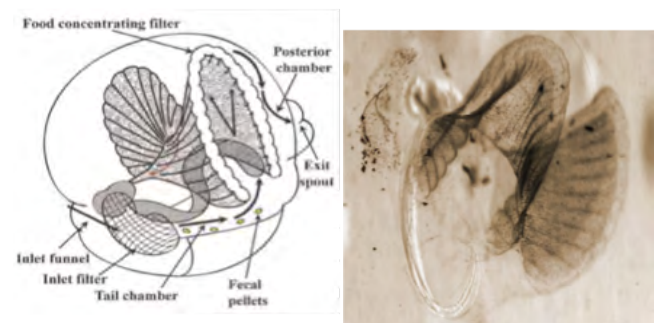 Food concentrating filter
Posterior
chamber
Exit
spout
Inlet funnel
Inlet filter
Tail chamber
Fecal
pellets